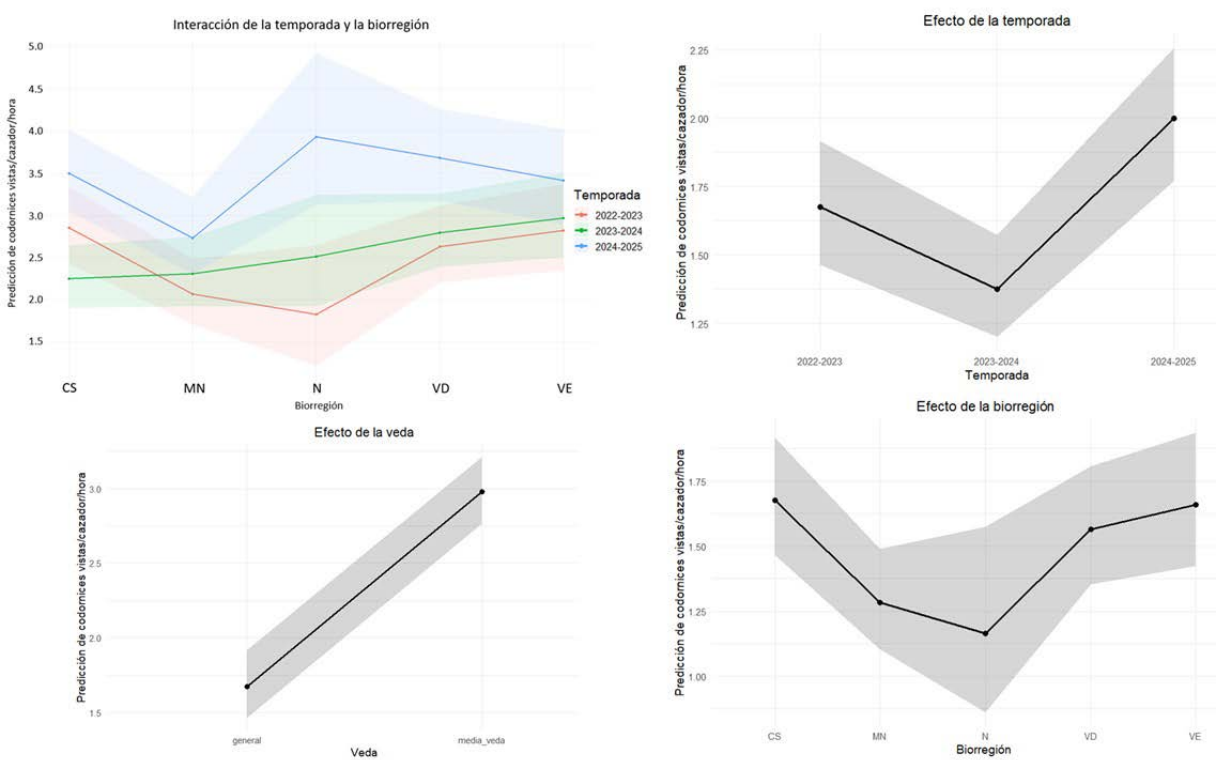 Interacción de la temporada y la biorregión
Predicción de codornices vistas/cazador/hora
5.0
4.5
4.0
3.5
3.0
2.5
2.0
1.5
CS MN N VD VE
Biorregión
Temporada
2022-2023
2023-2024
2024-2025
Efecto de la temporada
Predicción de codornices vistas/cazador/hora
2.25
2.00
1.75
1.50
1.25
2022-2023 2023-2024 2024-2025
Temporada
Efecto de la veda
Predicción de codornices vistas/cazador/hora
3.0
2.5
2.0
1.5
general media_veda
Veda
Efecto de la biorregión
Predicción de codornices vistas/cazador/hora
1.75
1.50
1.25
1.00
CS MN N VD VE
Biorregión